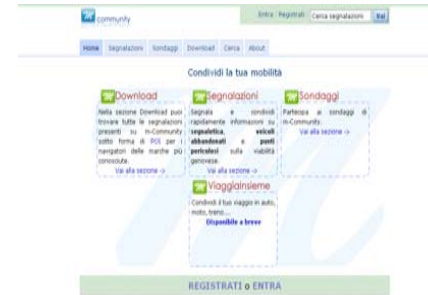 community
Entra Registrati Cerca segnalazioni Vai
Home Segnalazioni Sondaggi Download Cerca About
Condividi la tua mobilità
Download
Nella sezione Download puoi
trovare tutte le segnalazioni
presenti su m-Community
sotto forma di POI per i
navigatori delle marche più
conosciute.
Vai alla sezione ->
Segnalazioni
Segnala e condividi
rapidamente informazioni su
segnaletica, veicoli
abbandonati e punti
pericolosi sulla viabilità
genovese.
Vai alla sezione ->
Sondaggi
Partecipa ai sondaggi di
m-Community.
Vai alla sezione ->
Viaggiainsieme
Condividi il tuo viaggio in auto,
moto, treno...
Disponibile a breve
REGISTRATI o ENTRA